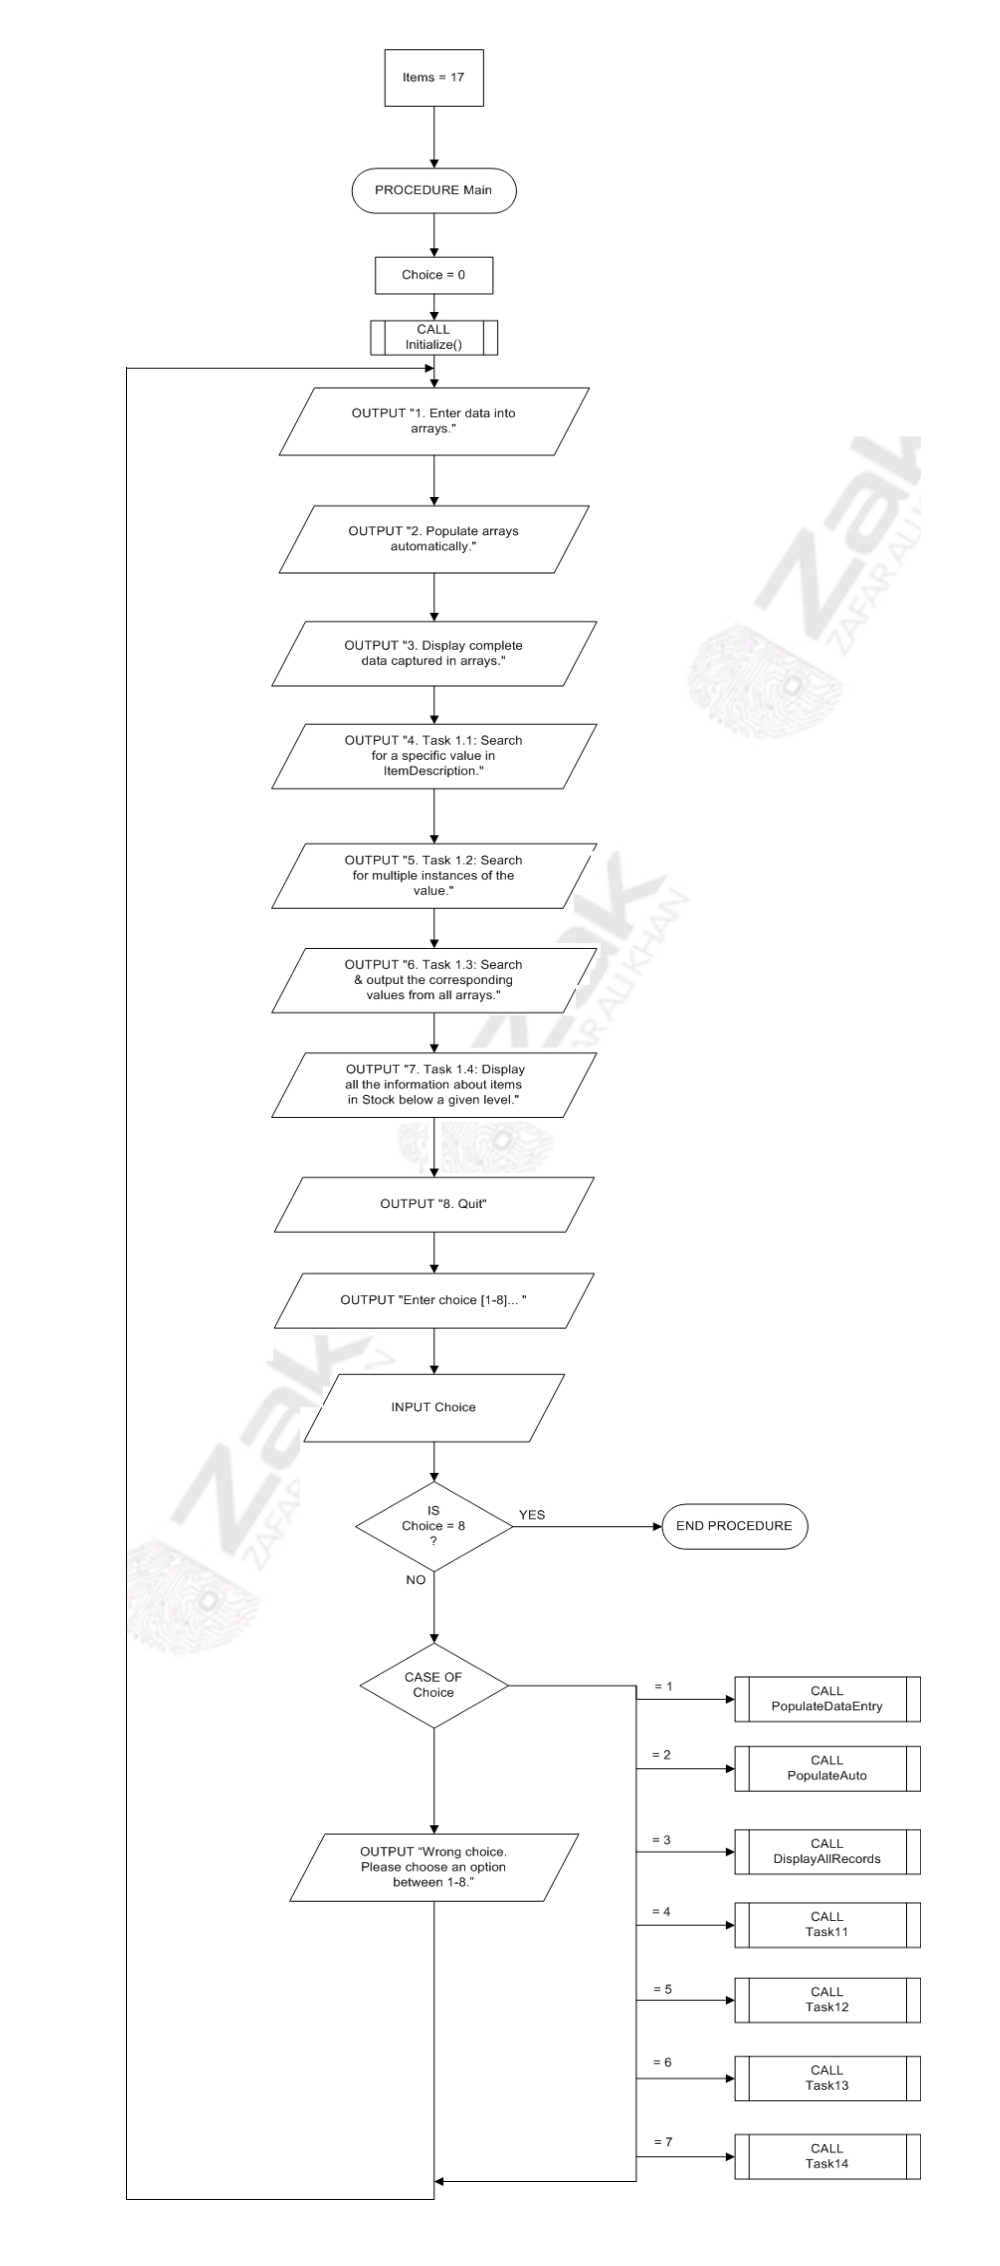 Items = 17
PROCEDURE Main
Choice = 0
CALL
Initialize()
OUTPUT "1. Enter data into
arrays."
OUTPUT "2. Populate arrays
automatically."
OUTPUT "3. Display complete
data captured in arrays."
OUTPUT "4. Task 1.1: Search
for a specific value in
ItemDescription."
OUTPUT "5. Task 1.2: Search
for multiple instances of the
value."
OUTPUT "6. Task 1.3: Search
& output the corresponding
values from all arrays."
OUTPUT "7. Task 1.4: Display
all the information about items
in Stock below a given level."
OUTPUT "8. Quit"
OUTPUT "Enter choice [1-8]... "
INPUT Choice
IS
Choice = 8
?
YES
END PROCEDURE
NO
CASE OF
Choice
= 1
CALL
PopulateDataEntry
= 2
CALL
PopulateAuto
= 3
CALL
DisplayAllRecords
OUTPUT "Wrong choice.
Please choose an option
between 1-8."
= 4
CALL
Task11
= 5
CALL
Task12
= 6
CALL
Task13
= 7
CALL
Task14
Zak
ZAFAR ALI K
Zak
AR ALI KHAN
Zak
ZAFAR